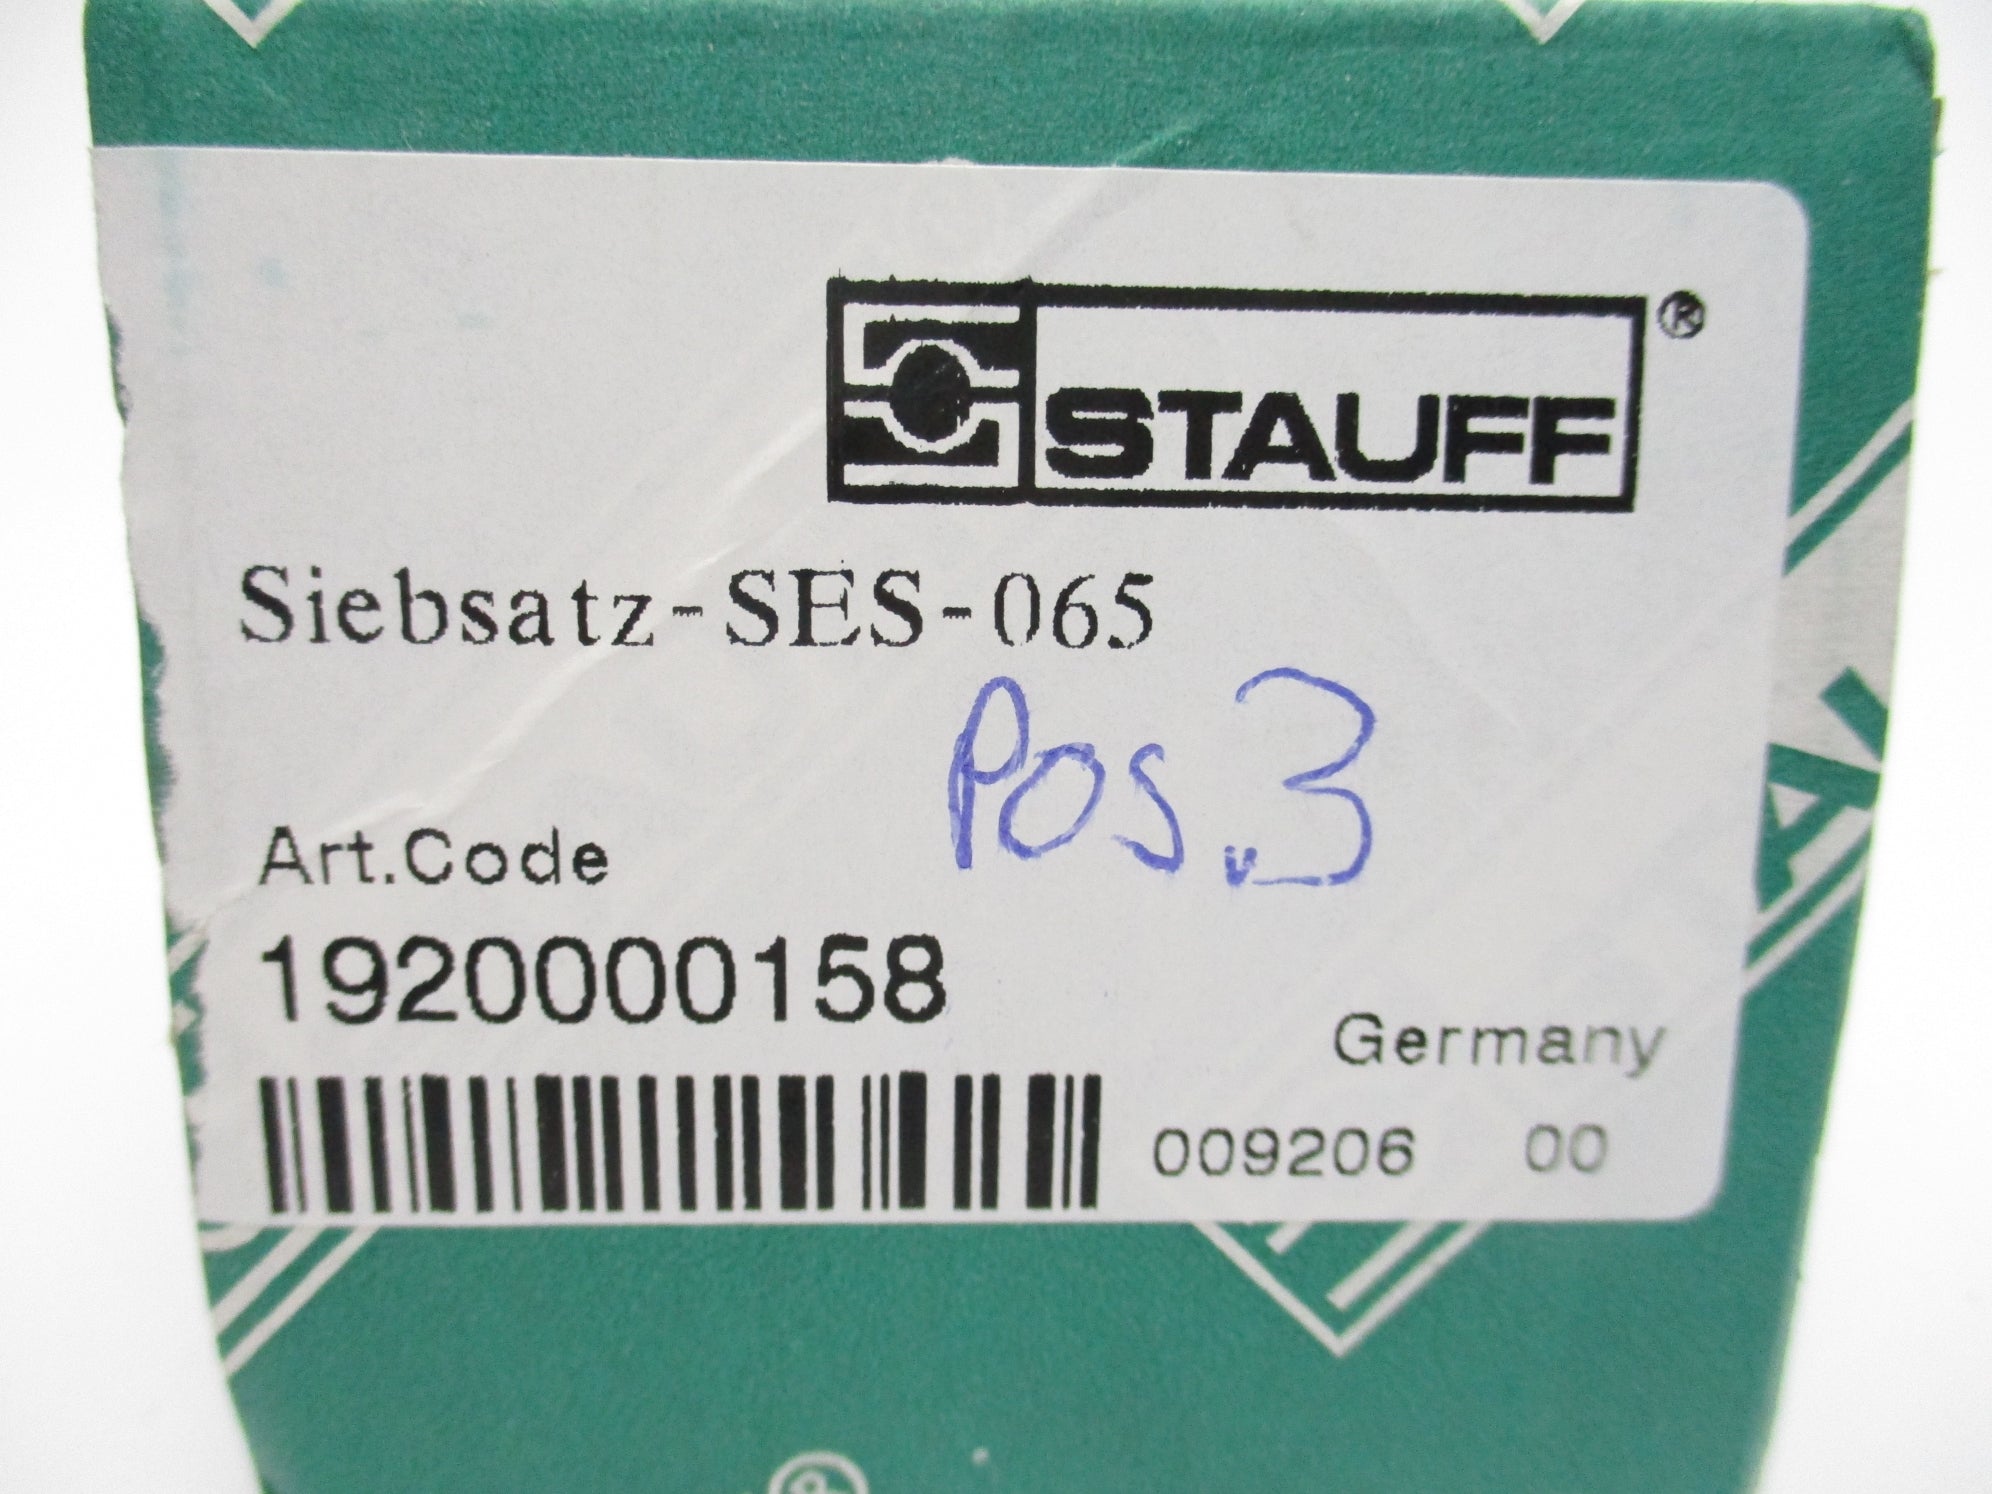 STAUFF®
Siebsatz-SES-065
Pos.3
Art.Code
1920000158
Germany
009206 00